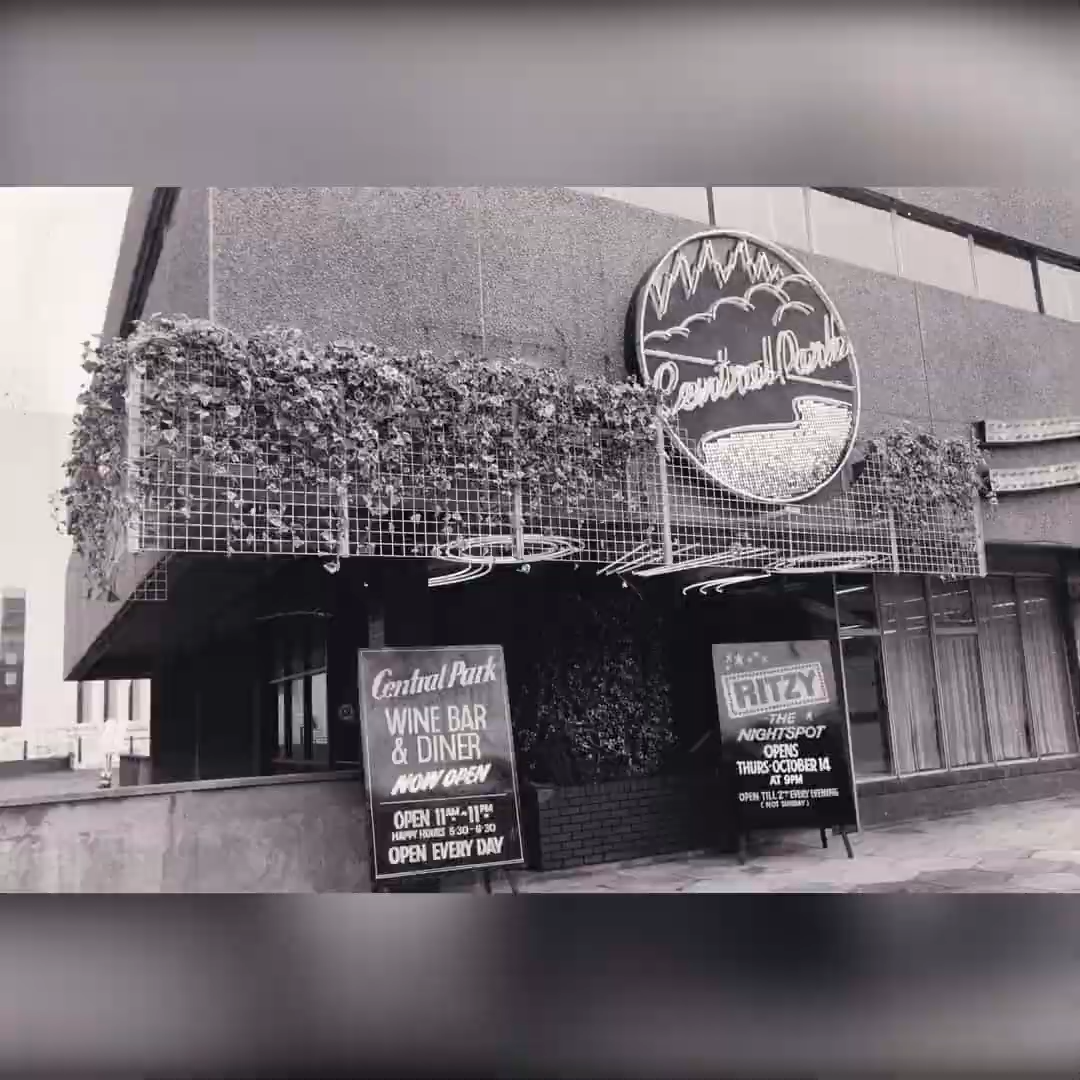 Central Park
Central Park
WINE BAR
& DINER
NOW OPEN
OPEN 11AM-11PM
HAPPY HOURS 5·30-6·30
OPEN EVERY DAY
RITZY
THE
NIGHTSPOT
OPENS
THURS·OCTOBER 14
AT 9PM
OPEN TILL 2AM EVERY EVENING
(NOT SUNDAY)